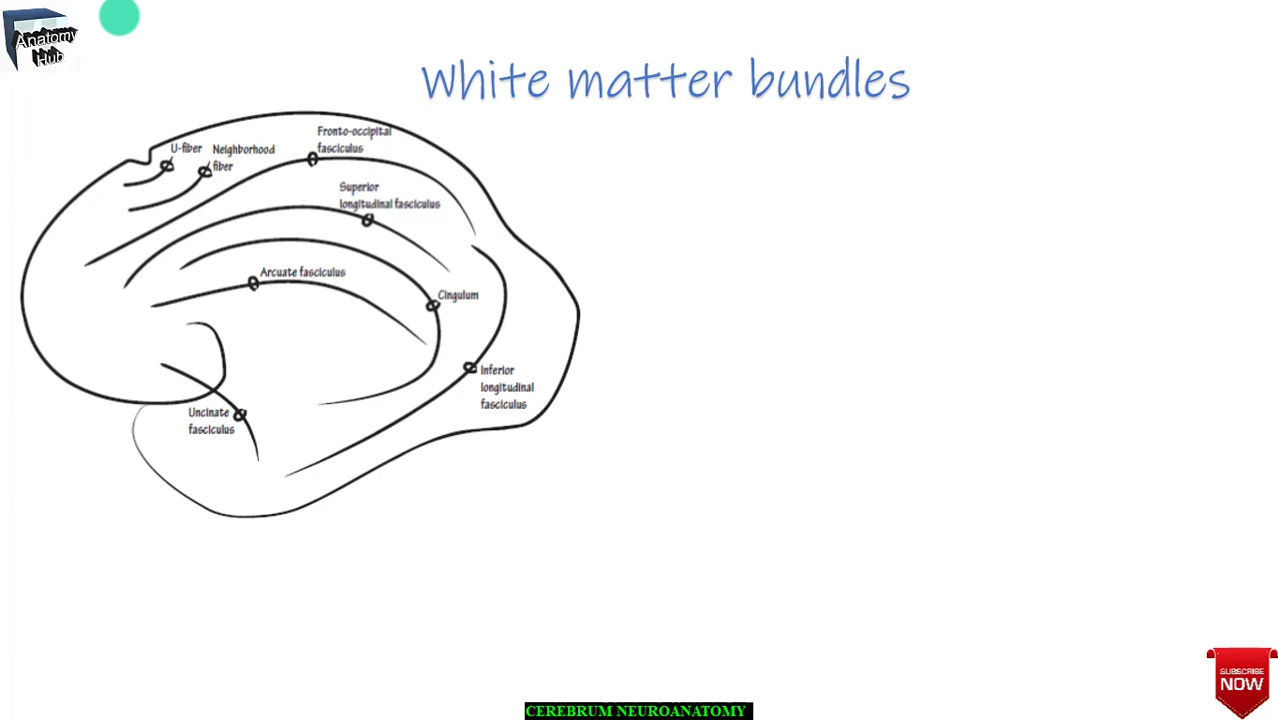 Anatomy
Hub
White matter bundles
Fronto-occipital
fasciculus
U-fiber
Neighborhood
fiber
Superior
longitudinal fasciculus
Arcuate fasciculus
Cingulum
Inferior
longitudinal
fasciculus
Uncinate
fasciculus
SUBSCRIBE
NOW
CEREBRUM NEUROANATOMY